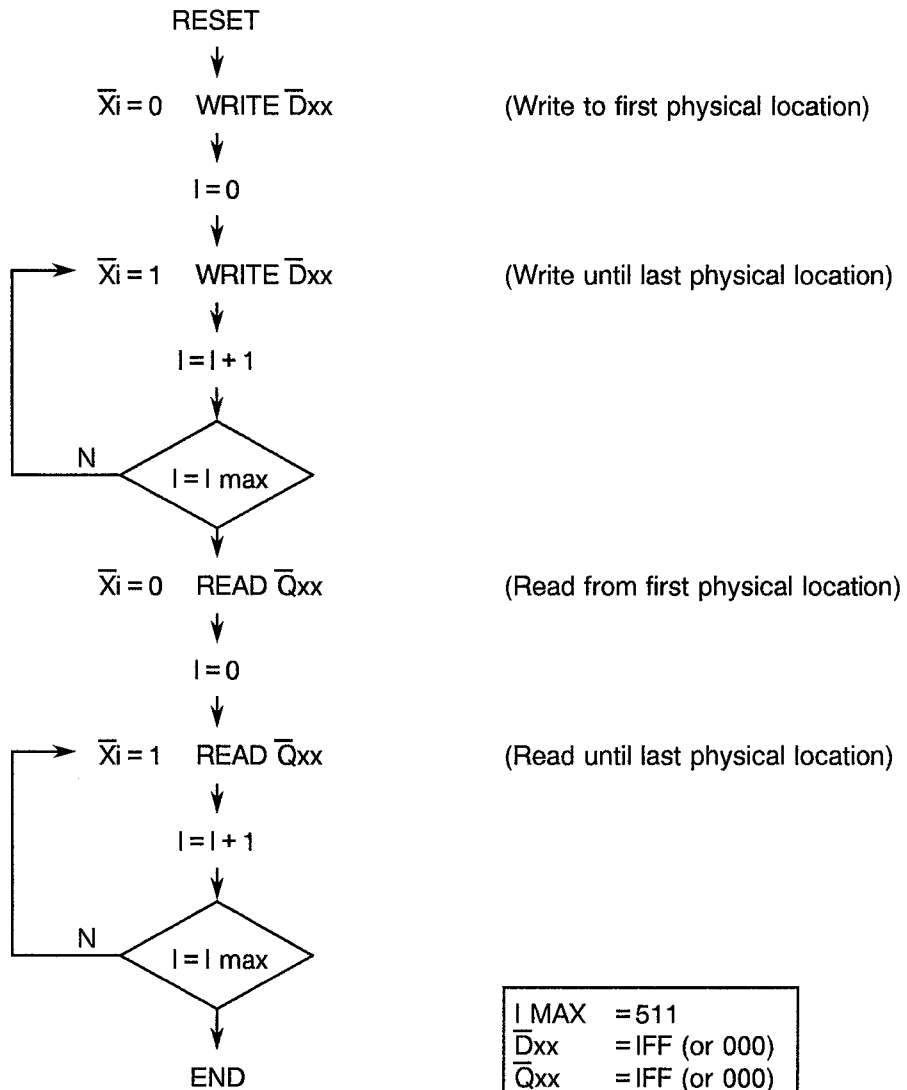 RESET
X̅i = 0 WRITE D̅xx (Write to first physical location)
I = 0
X̅i = 1 WRITE D̅xx (Write until last physical location)
I = I + 1
N
I = I max
X̅i = 0 READ Q̅xx (Read from first physical location)
I = 0
X̅i = 1 READ Q̅xx (Read until last physical location)
I = I + 1
N
I = I max
END
I MAX = 511
D̅xx = IFF (or 000)
Q̅xx = IFF (or 000)